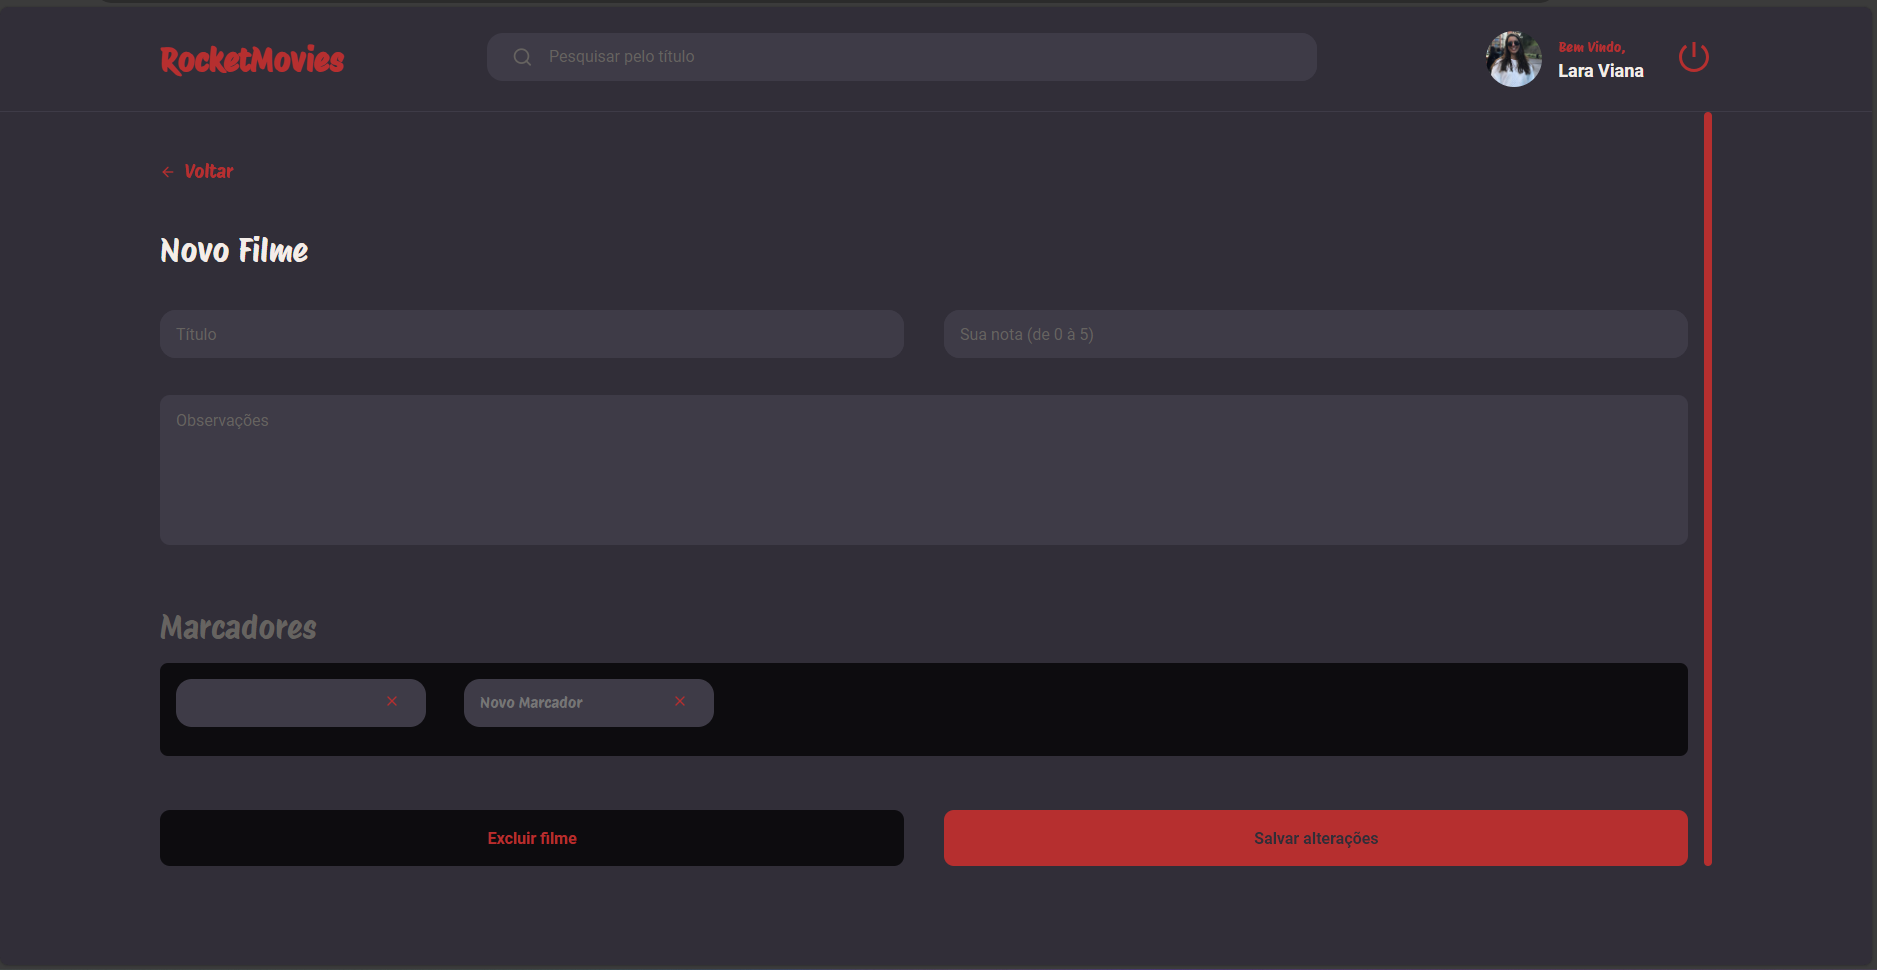 RocketMovies
Pesquisar pelo título
Bem Vindo,
Lara Viana
Voltar
Novo Filme
Título
Sua nota (de 0 à 5)
Observações
Marcadores
Novo Marcador
Excluir filme
Salvar alterações